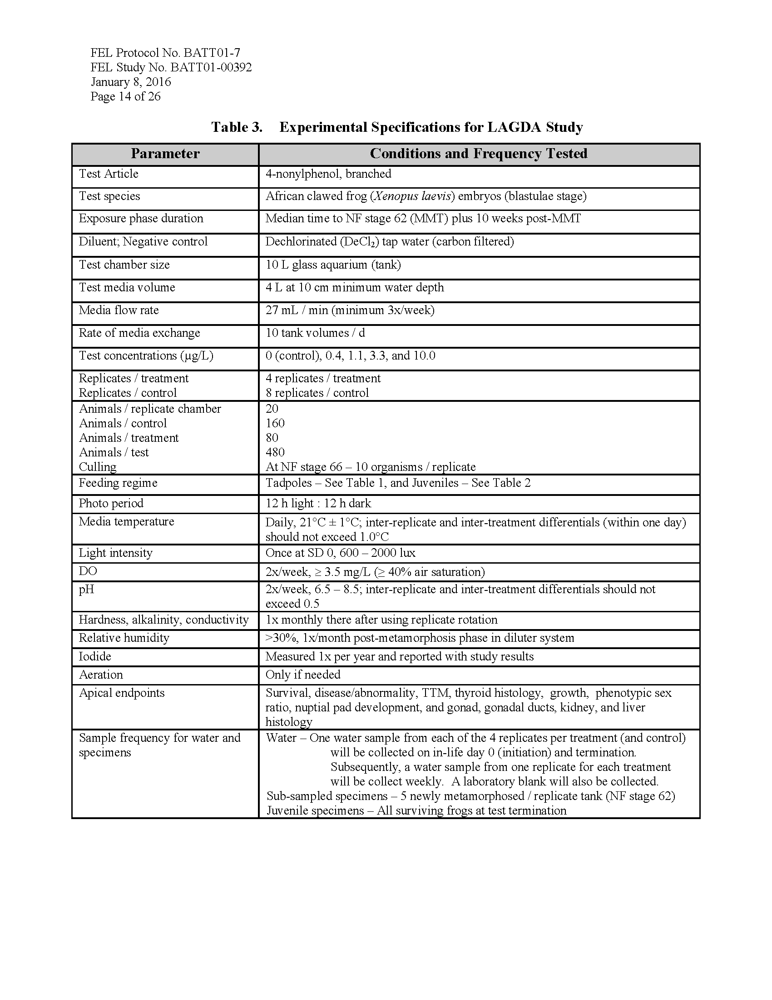 FEL Protocol No. BATT01-7
FEL Study No. BATT01-00392
January 8, 2016
Page 14 of 26
Table 3. Experimental Specifications for LAGDA Study
Parameter Conditions and Frequency Tested
Test Article 4-nonylphenol, branched
Test species African clawed frog (Xenopus laevis) embryos (blastulae stage)
Exposure phase duration Median time to NF stage 62 (MMT) plus 10 weeks post-MMT
Diluent; Negative control Dechlorinated (DeCl₂) tap water (carbon filtered)
Test chamber size 10 L glass aquarium (tank)
Test media volume 4 L at 10 cm minimum water depth
Media flow rate 27 mL / min (minimum 3x/week)
Rate of media exchange 10 tank volumes / d
Test concentrations (µg/L) 0 (control), 0.4, 1.1, 3.3, and 10.0
Replicates / treatment 4 replicates / treatment
Replicates / control 8 replicates / control
Animals / replicate chamber 20
Animals / control 160
Animals / treatment 80
Animals / test 480
Culling At NF stage 66 – 10 organisms / replicate
Feeding regime Tadpoles – See Table 1, and Juveniles – See Table 2
Photo period 12 h light : 12 h dark
Media temperature Daily, 21°C ± 1°C; inter-replicate and inter-treatment differentials (within one day)
should not exceed 1.0°C
Light intensity Once at SD 0, 600 – 2000 lux
DO 2x/week, ≥ 3.5 mg/L (≥ 40% air saturation)
pH 2x/week, 6.5 – 8.5; inter-replicate and inter-treatment differentials should not
exceed 0.5
Hardness, alkalinity, conductivity 1x monthly there after using replicate rotation
Relative humidity >30%, 1x/month post-metamorphosis phase in diluter system
Iodide Measured 1x per year and reported with study results
Aeration Only if needed
Apical endpoints Survival, disease/abnormality, TTM, thyroid histology, growth, phenotypic sex
ratio, nuptial pad development, and gonad, gonadal ducts, kidney, and liver
histology
Sample frequency for water and Water – One water sample from each of the 4 replicates per treatment (and control)
specimens will be collected on in-life day 0 (initiation) and termination.
Subsequently, a water sample from one replicate for each treatment
will be collect weekly. A laboratory blank will also be collected.
Sub-sampled specimens – 5 newly metamorphosed / replicate tank (NF stage 62)
Juvenile specimens – All surviving frogs at test termination